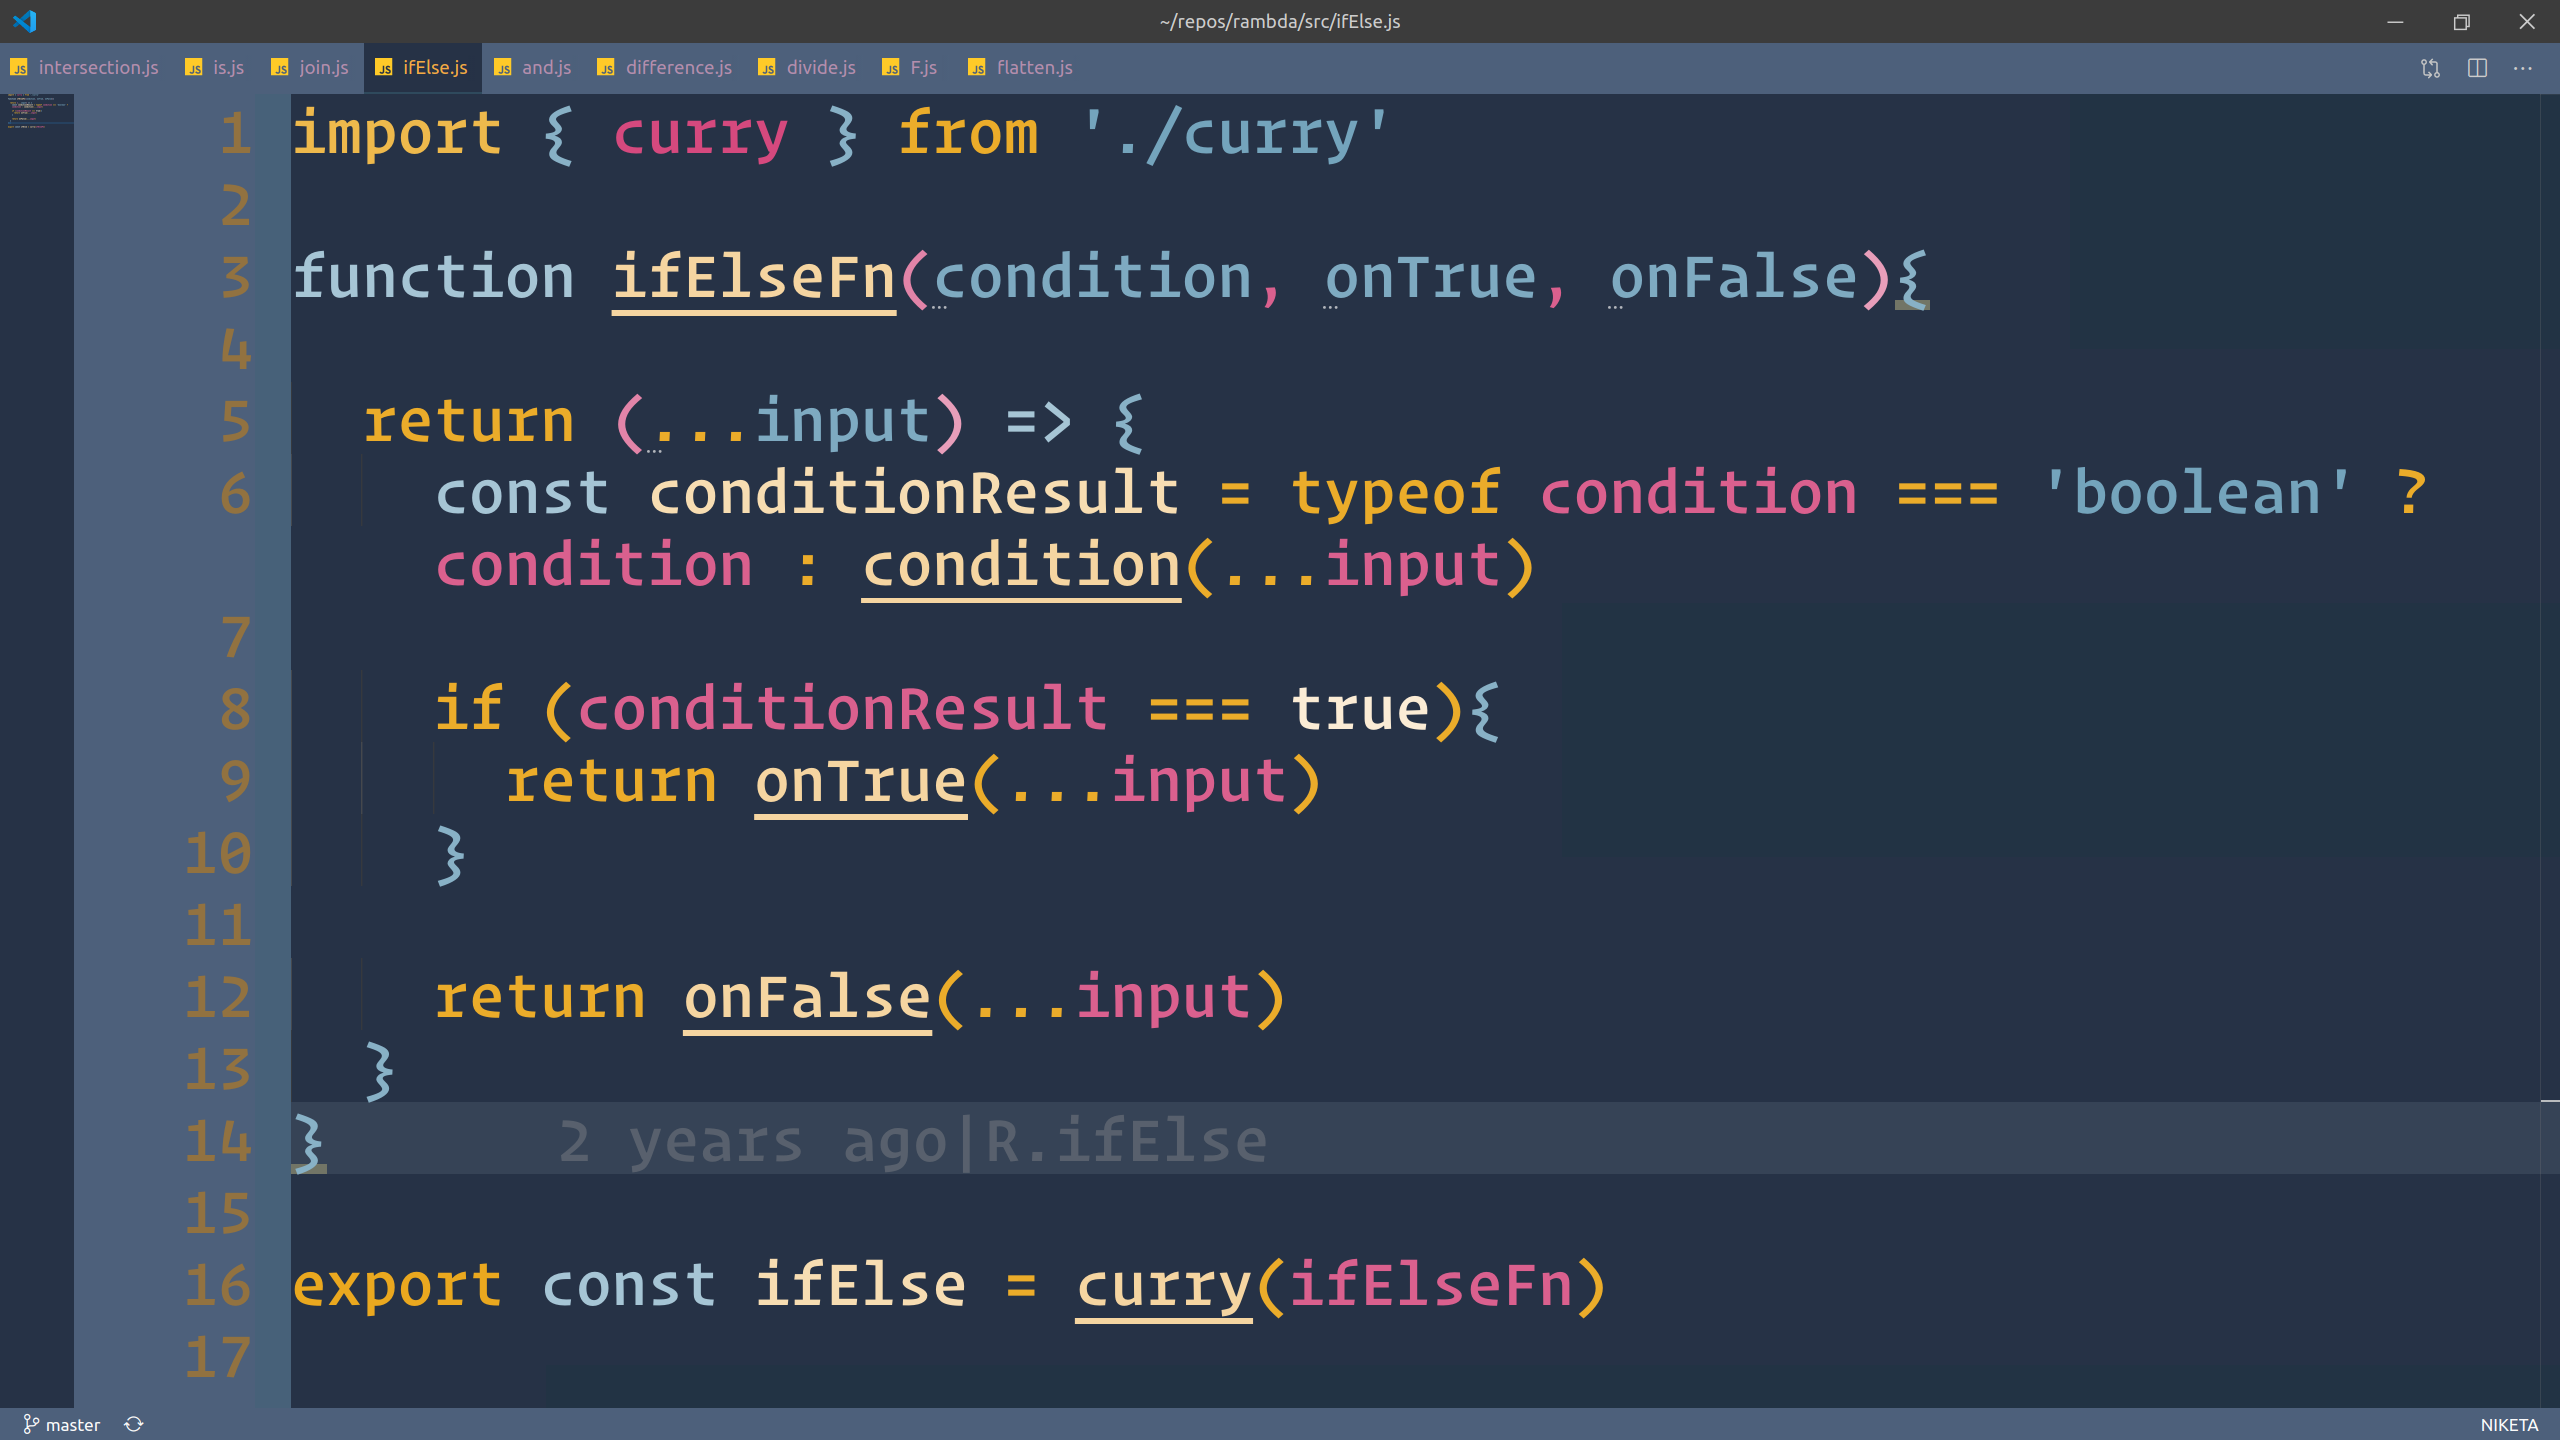 ~/repos/rambda/src/ifElse.js
JS intersection.js JS is.js JS join.js JS ifElse.js JS and.js JS difference.js JS divide.js JS F.js JS flatten.js
1 import { curry } from './curry'
2
3 function ifElseFn(condition, onTrue, onFalse){
4
5 return (...input) => {
6 const conditionResult = typeof condition === 'boolean' ?
condition : condition(...input)
7
8 if (conditionResult === true){
9 return onTrue(...input)
10 }
11
12 return onFalse(...input)
13 }
14 } 2 years ago|R.ifElse
15
16 export const ifElse = curry(ifElseFn)
17
master NIKETA